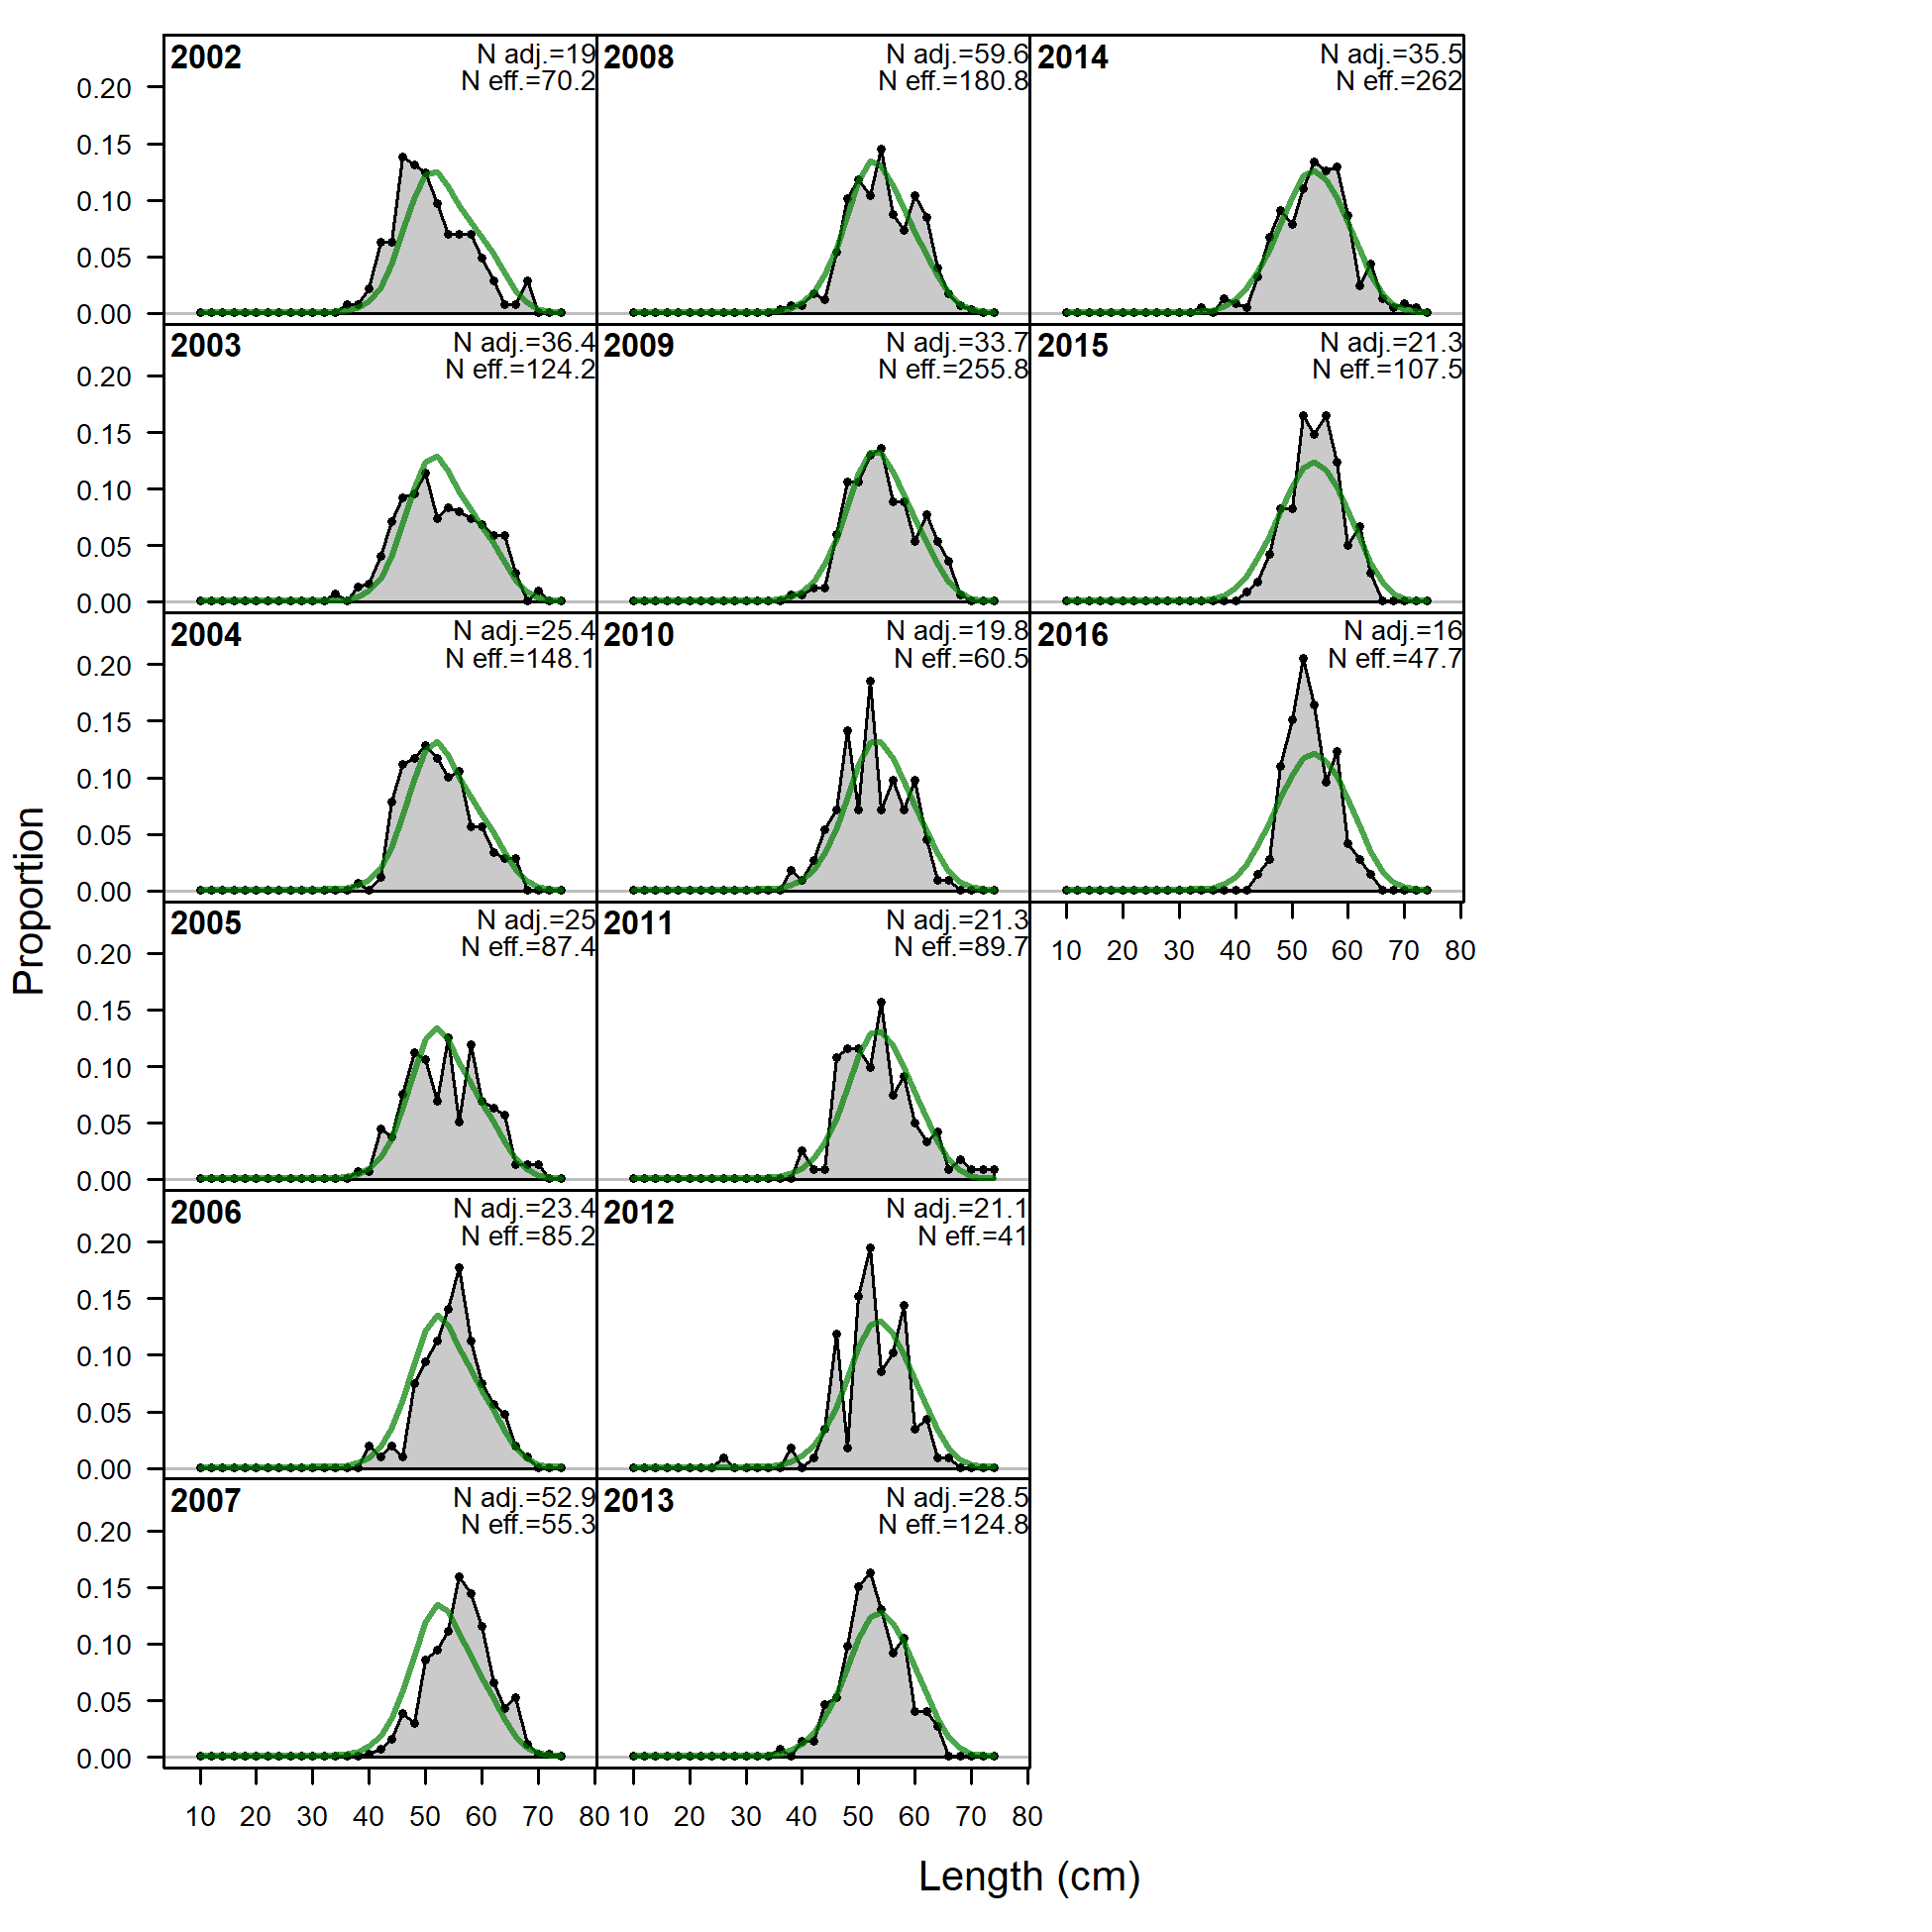 2002
N adj.=19
N eff.=70.2
2008
N adj.=59.6
N eff.=180.8
2014
N adj.=35.5
N eff.=262
0.20
0.15
0.10
0.05
0.00
2003
N adj.=36.4
N eff.=124.2
2009
N adj.=33.7
N eff.=255.8
2015
N adj.=21.3
N eff.=107.5
0.20
0.15
0.10
0.05
0.00
2004
N adj.=25.4
N eff.=148.1
2010
N adj.=19.8
N eff.=60.5
2016
N adj.=16
N eff.=47.7
0.20
0.15
0.10
0.05
0.00
10 20 30 40 50 60 70 80
2005
N adj.=25
N eff.=87.4
2011
N adj.=21.3
N eff.=89.7
0.20
0.15
0.10
0.05
0.00
2006
N adj.=23.4
N eff.=85.2
2012
N adj.=21.1
N eff.=41
0.20
0.15
0.10
0.05
0.00
2007
N adj.=52.9
N eff.=55.3
2013
N adj.=28.5
N eff.=124.8
0.20
0.15
0.10
0.05
0.00
10 20 30 40 50 60 70 80 10 20 30 40 50 60 70 80
Proportion
Length (cm)